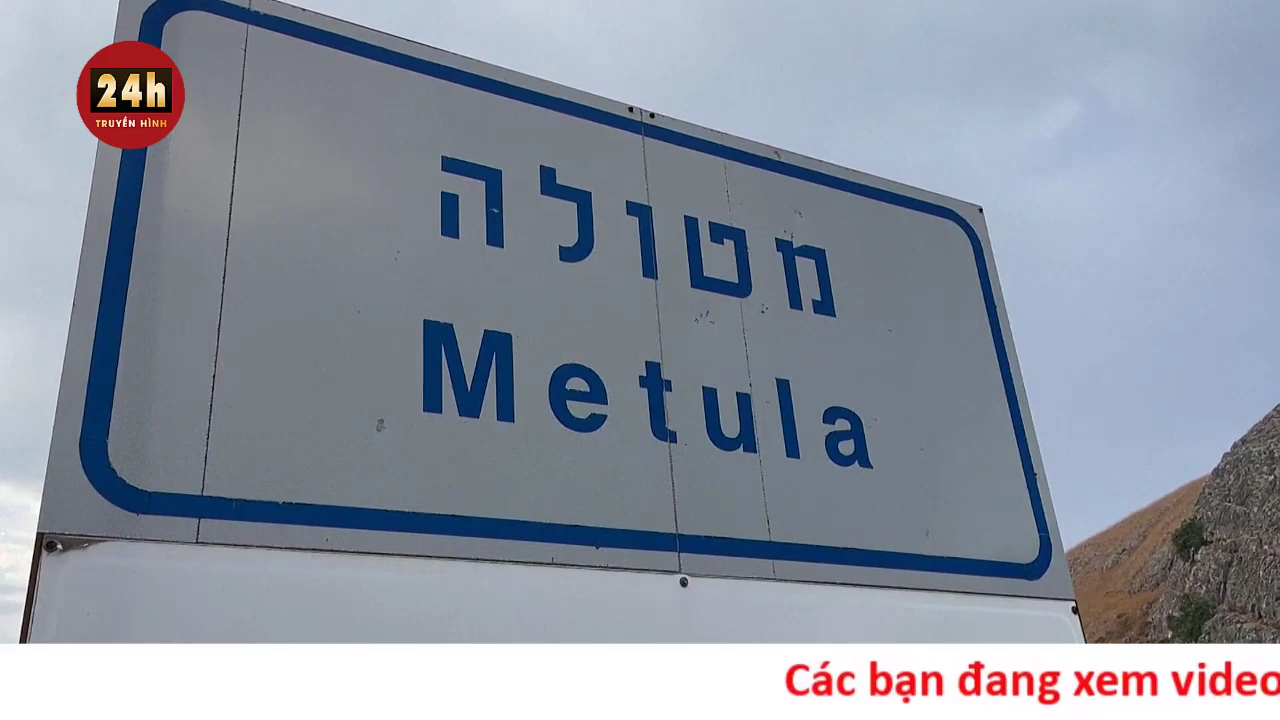 24h
TRUYỀN HÌNH
מטולה
Metula
Các bạn đang xem video